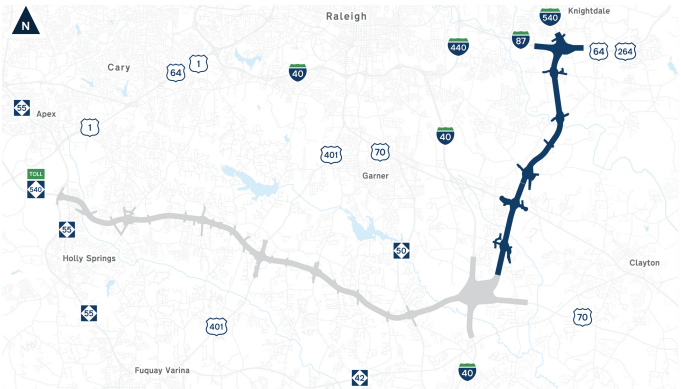 N
Raleigh
540
Knightdale
87
440
64
264
1
Cary
64
40
55
Apex
1
40
401
70
Garner
TOLL
540
55
50
Holly Springs
Clayton
55
401
70
Fuquay Varina
42
40